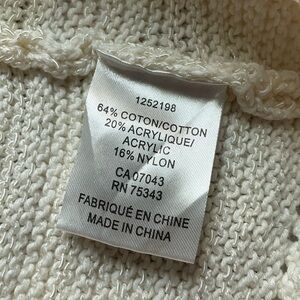 1252198
64% COTON/COTTON
20% ACRYLIQUE/
ACRYLIC
16% NYLON
CA 07043
RN 75343
FABRIQUÉ EN CHINE
MADE IN CHINA